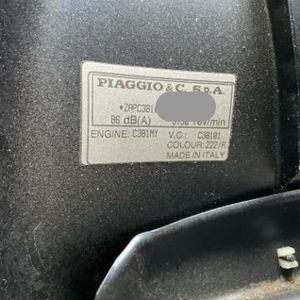 PIAGGIO & C. S.p.A.
*ZAPC381
86 dB(A) rev/min
ENGINE: C381MY V.C.: C38101
COLOUR: 222/R
MADE IN ITALY